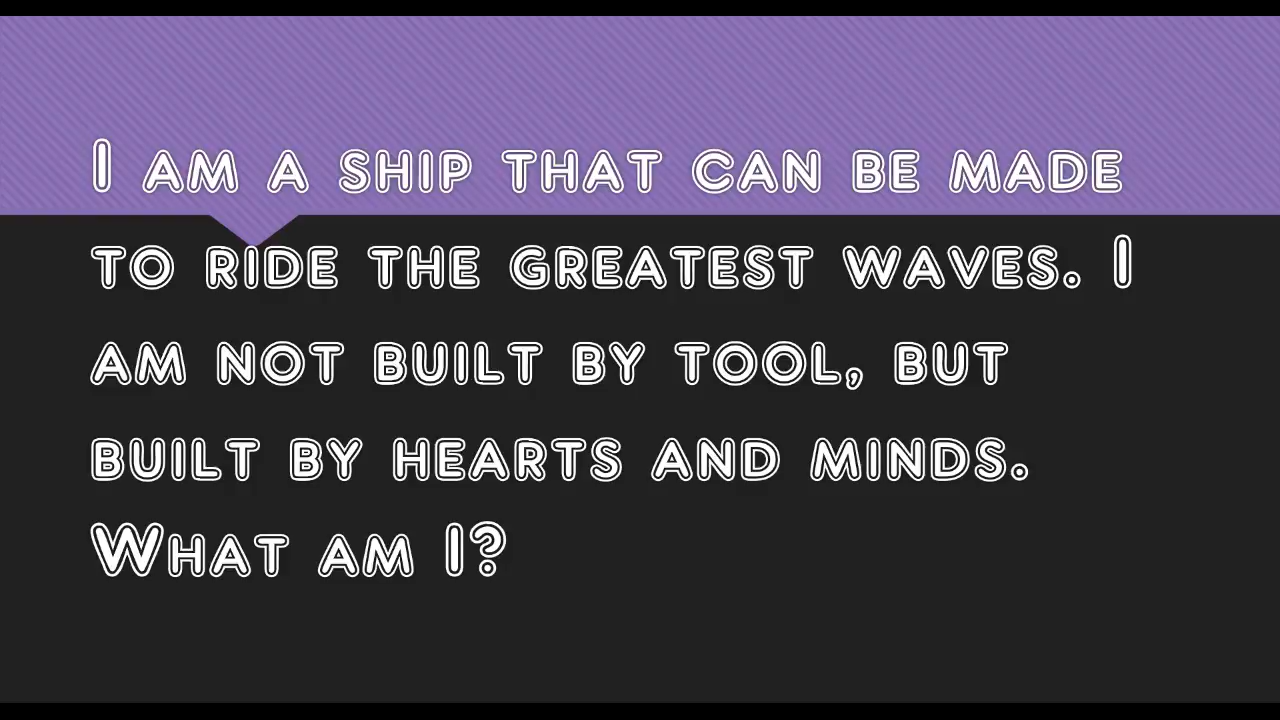 I am a ship that can be made
to ride the greatest waves. I
am not built by tool, but
built by hearts and minds.
What am I?